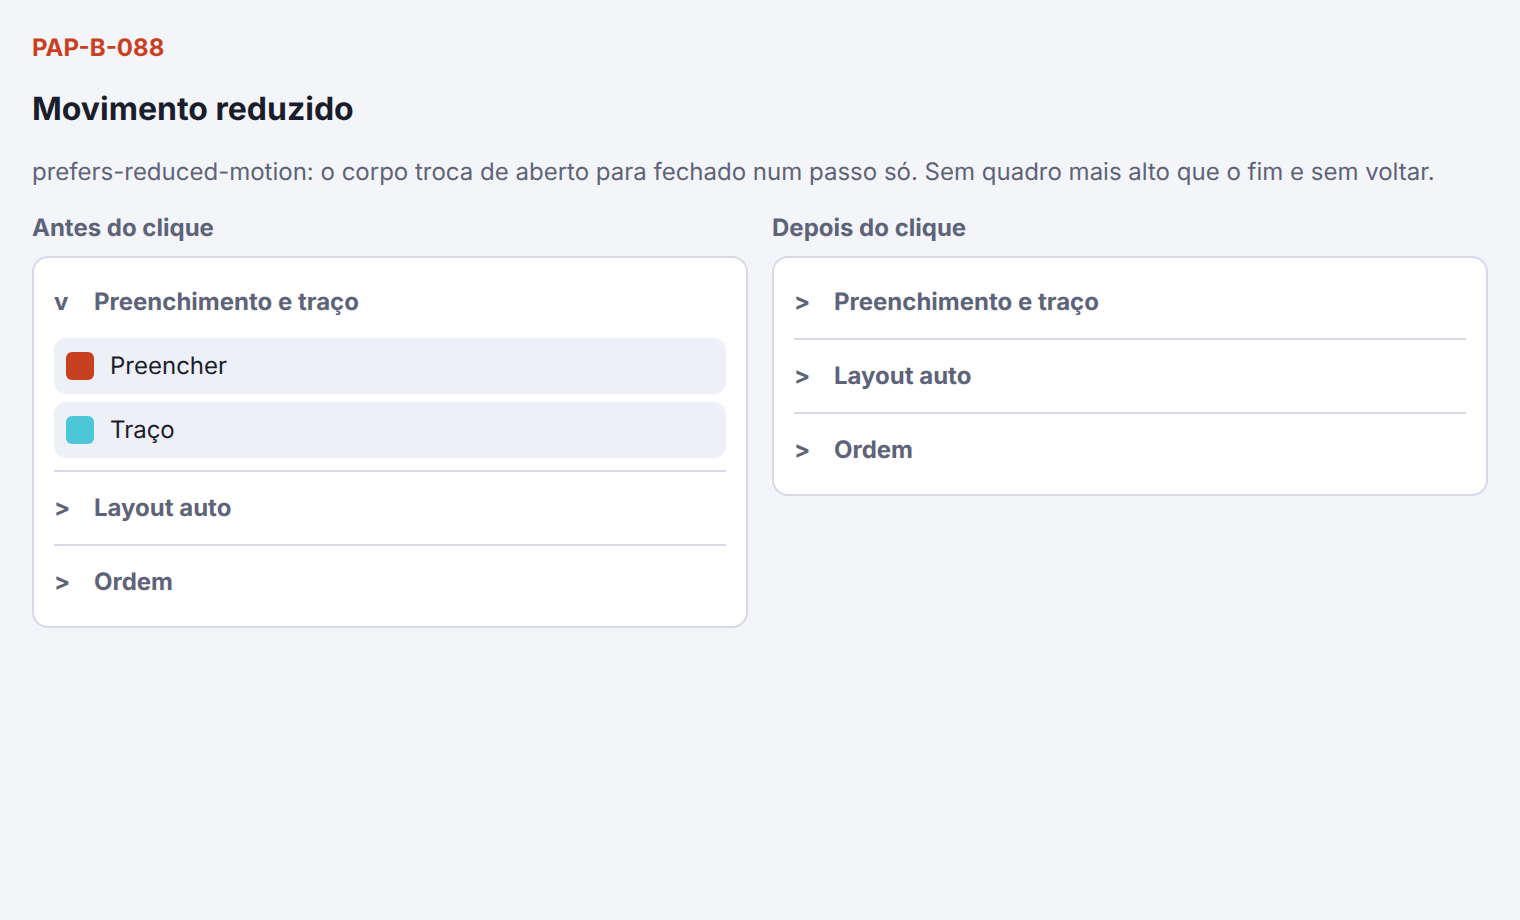 PAP-B-088
Movimento reduzido
prefers-reduced-motion: o corpo troca de aberto para fechado num passo só. Sem quadro mais alto que o fim e sem voltar.
Antes do clique
v Preenchimento e traço
Preencher
Traço
> Layout auto
> Ordem
Depois do clique
> Preenchimento e traço
> Layout auto
> Ordem